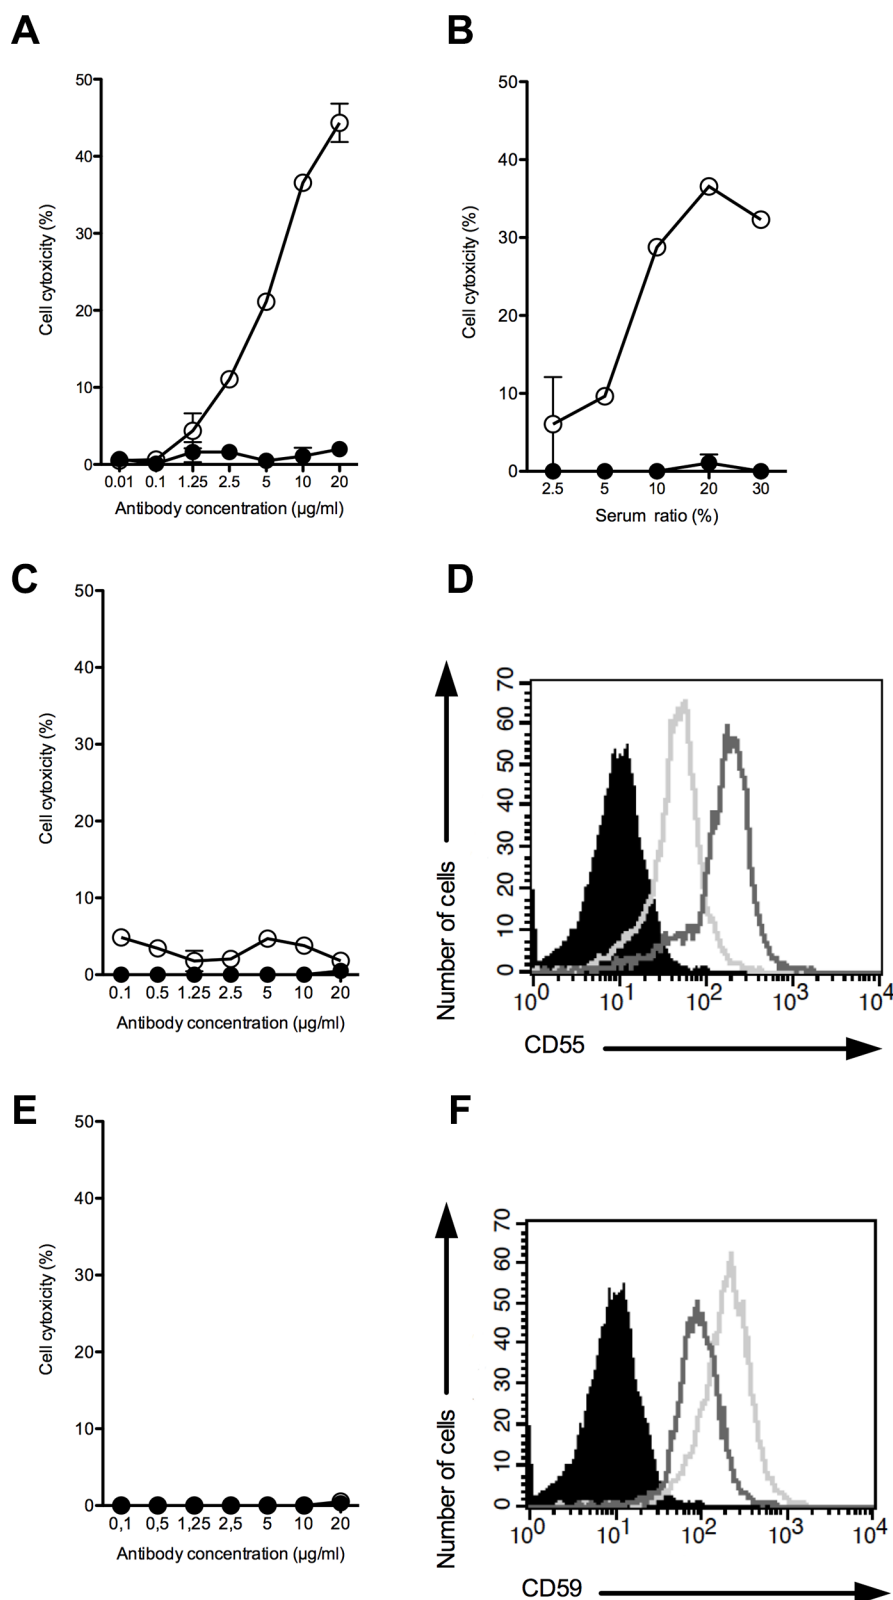 A
B
50
40
30
20
10
0
Cell cytoxicity (%)
0.01 0.1 1.25 2.5 5 10 20
Antibody concentration (µg/ml)
50
40
30
20
10
0
Cell cytoxicity (%)
2.5 5 10 20 30
Serum ratio (%)
C
D
50
40
30
20
10
0
Cell cytoxicity (%)
0.1 0.5 1.25 2.5 5 10 20
Antibody concentration (µg/ml)
70
60
50
40
30
20
10
0
Number of cells
10^0 10^1 10^2 10^3 10^4
CD55
E
F
50
40
30
20
10
0
Cell cytoxicity (%)
0,1 0,5 1,25 2,5 5 10 20
Antibody concentration (µg/ml)
70
60
50
40
30
20
10
0
Number of cells
10^0 10^1 10^2 10^3 10^4
CD59